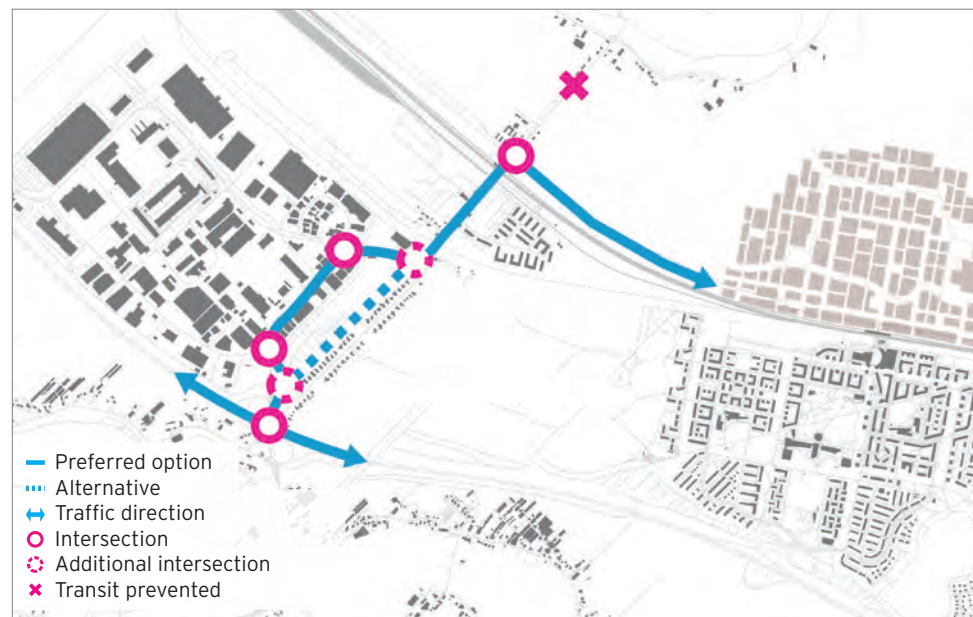 Preferred option
Alternative
Traffic direction
Intersection
Additional intersection
Transit prevented